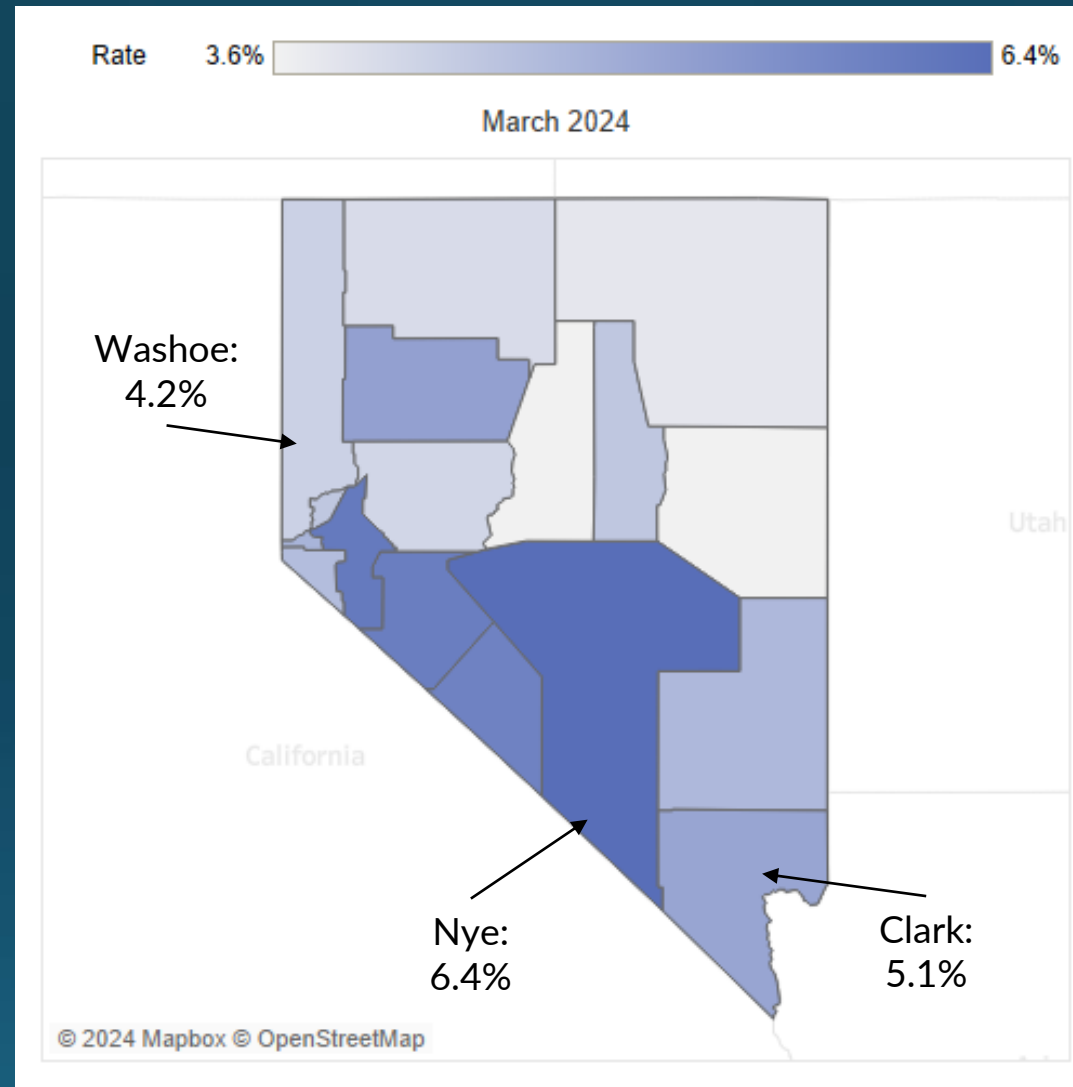 Rate 3.6% 6.4%
March 2024
Washoe:
4.2%
Utah
California
Nye:
6.4%
Clark:
5.1%
© 2024 Mapbox © OpenStreetMap